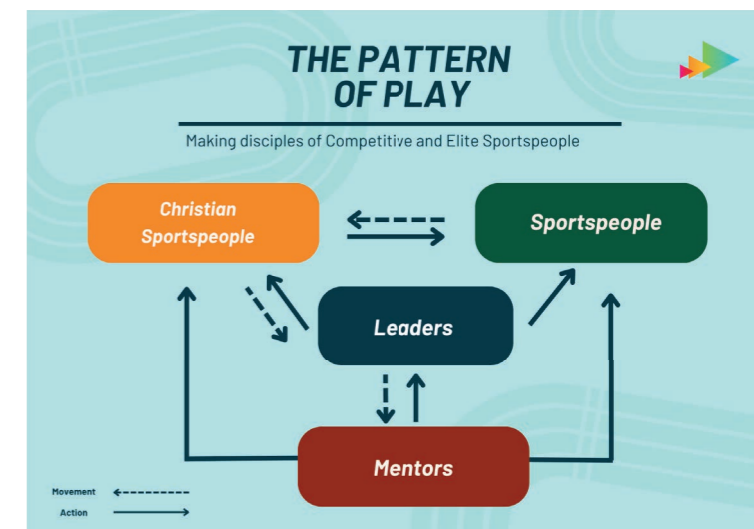 THE PATTERN
OF PLAY
Making disciples of Competitive and Elite Sportspeople
Christian
Sportspeople
Sportspeople
Leaders
Mentors
Movement
Action